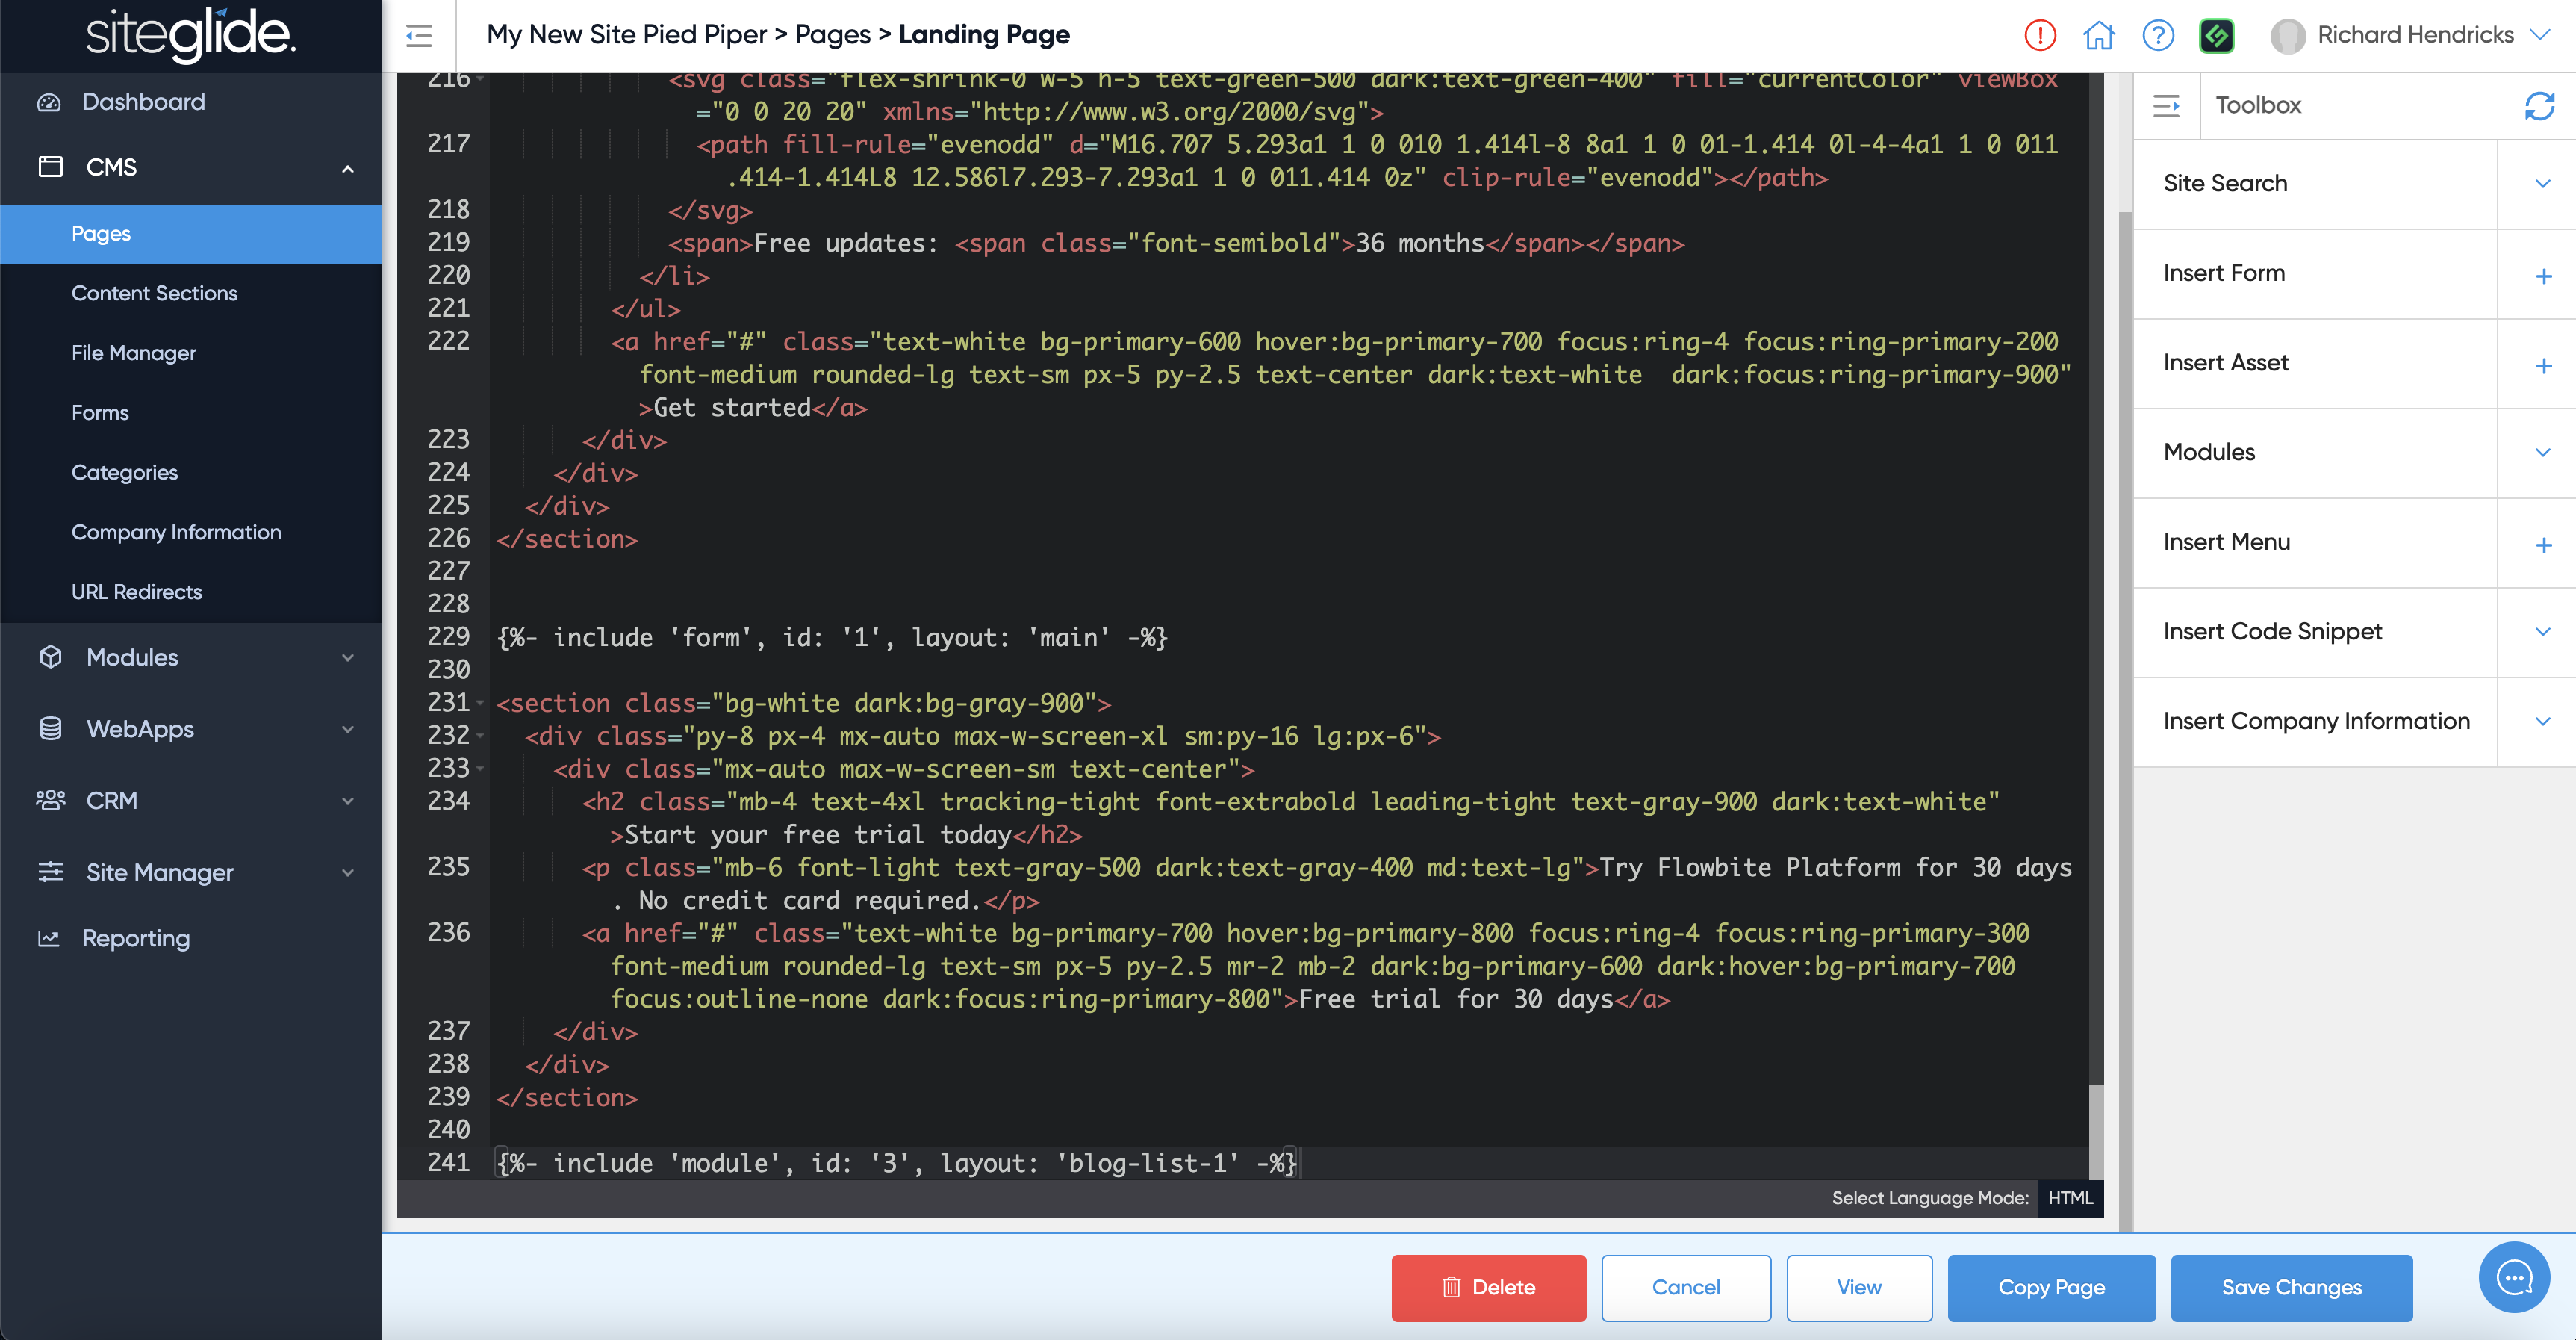 siteglide.
My New Site Pied Piper > Pages > Landing Page
Richard Hendricks
Dashboard
CMS
Pages
Content Sections
File Manager
Forms
Categories
Company Information
URL Redirects
Modules
WebApps
CRM
Site Manager
Reporting
216 <svg class="flex-shrink-0 w-5 h-5 text-green-500 dark:text-green-400" fill="currentColor" viewBox
="0 0 20 20" xmlns="http://www.w3.org/2000/svg">
217 <path fill-rule="evenodd" d="M16.707 5.293a1 1 0 010 1.414l-8 8a1 1 0 01-1.414 0l-4-4a1 1 0 011
.414-1.414L8 12.586l7.293-7.293a1 1 0 011.414 0z" clip-rule="evenodd"></path>
218 </svg>
219 <span>Free updates: <span class="font-semibold">36 months</span></span>
220 </li>
221 </ul>
222 <a href="#" class="text-white bg-primary-600 hover:bg-primary-700 focus:ring-4 focus:ring-primary-200
font-medium rounded-lg text-sm px-5 py-2.5 text-center dark:text-white  dark:focus:ring-primary-900"
>Get started</a>
223 </div>
224 </div>
225 </div>
226 </section>
227
228
229 {%- include 'form', id: '1', layout: 'main' -%}
230
231 <section class="bg-white dark:bg-gray-900">
232 <div class="py-8 px-4 mx-auto max-w-screen-xl sm:py-16 lg:px-6">
233 <div class="mx-auto max-w-screen-sm text-center">
234 <h2 class="mb-4 text-4xl tracking-tight font-extrabold leading-tight text-gray-900 dark:text-white"
>Start your free trial today</h2>
235 <p class="mb-6 font-light text-gray-500 dark:text-gray-400 md:text-lg">Try Flowbite Platform for 30 days
. No credit card required.</p>
236 <a href="#" class="text-white bg-primary-700 hover:bg-primary-800 focus:ring-4 focus:ring-primary-300
font-medium rounded-lg text-sm px-5 py-2.5 mr-2 mb-2 dark:bg-primary-600 dark:hover:bg-primary-700
focus:outline-none dark:focus:ring-primary-800">Free trial for 30 days</a>
237 </div>
238 </div>
239 </section>
240
241 {%- include 'module', id: '3', layout: 'blog-list-1' -%}
Select Language Mode: HTML
Toolbox
Site Search
Insert Form
Insert Asset
Modules
Insert Menu
Insert Code Snippet
Insert Company Information
Delete
Cancel
View
Copy Page
Save Changes